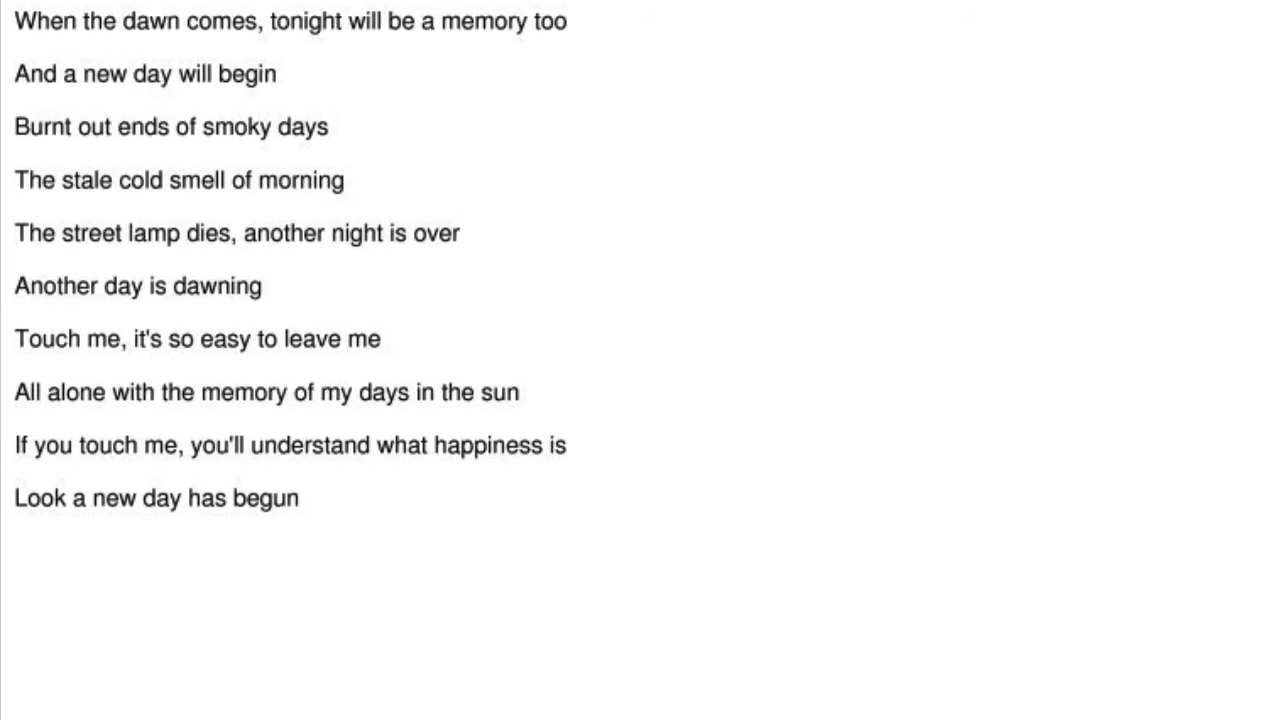 When the dawn comes, tonight will be a memory too
And a new day will begin
Burnt out ends of smoky days
The stale cold smell of morning
The street lamp dies, another night is over
Another day is dawning
Touch me, it's so easy to leave me
All alone with the memory of my days in the sun
If you touch me, you'll understand what happiness is
Look a new day has begun